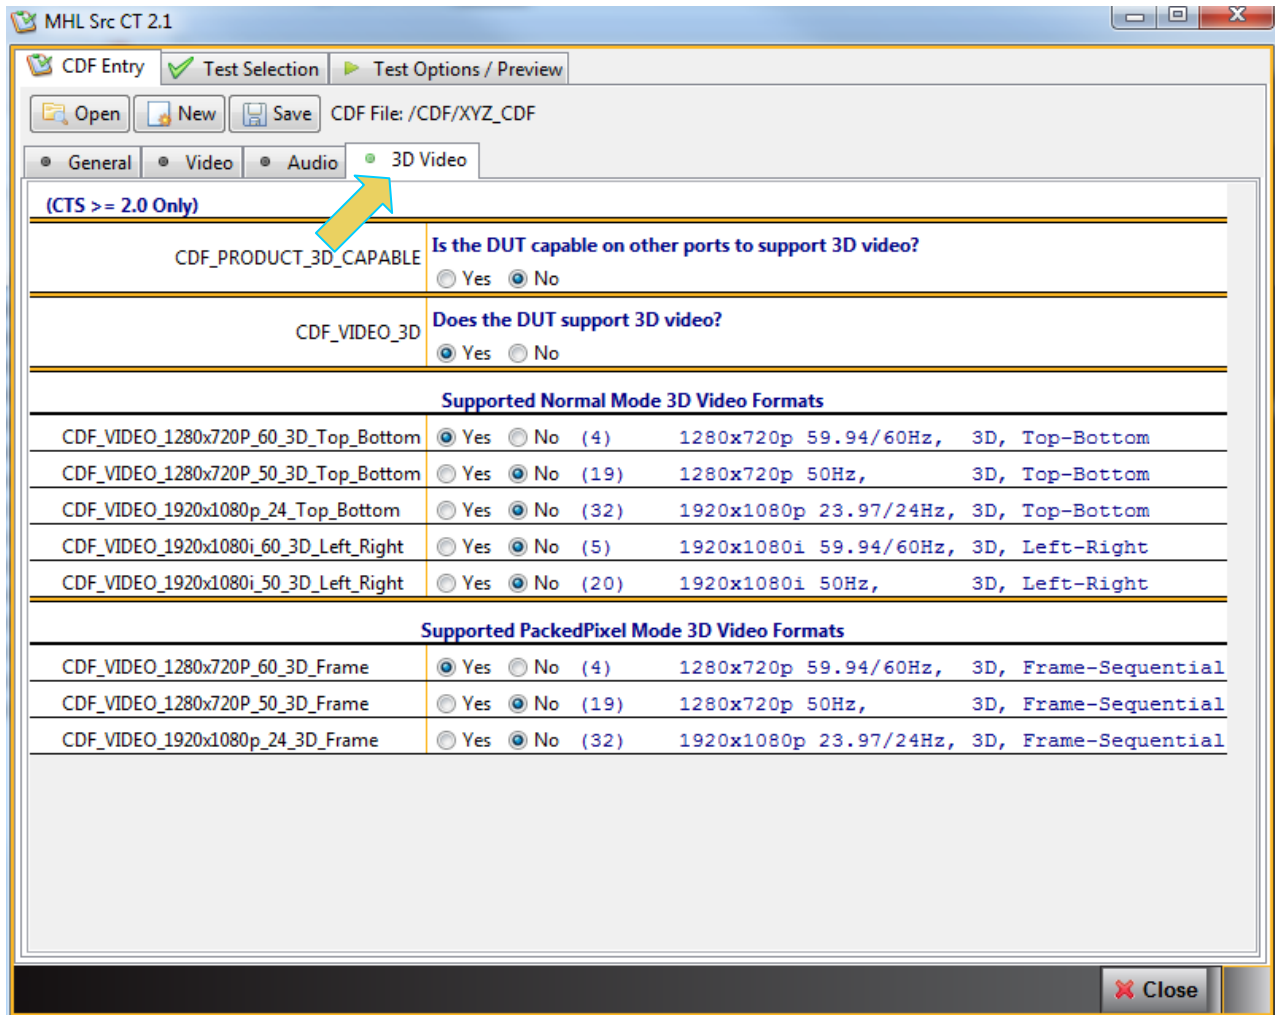 MHL Src CT 2.1
CDF Entry Test Selection Test Options / Preview
Open New Save CDF File: /CDF/XYZ_CDF
General Video Audio 3D Video
(CTS >= 2.0 Only)
CDF_PRODUCT_3D_CAPABLE Is the DUT capable on other ports to support 3D video?
Yes No
CDF_VIDEO_3D Does the DUT support 3D video?
Yes No
Supported Normal Mode 3D Video Formats
CDF_VIDEO_1280x720P_60_3D_Top_Bottom Yes No (4) 1280x720p 59.94/60Hz, 3D, Top-Bottom
CDF_VIDEO_1280x720P_50_3D_Top_Bottom Yes No (19) 1280x720p 50Hz, 3D, Top-Bottom
CDF_VIDEO_1920x1080p_24_Top_Bottom Yes No (32) 1920x1080p 23.97/24Hz, 3D, Top-Bottom
CDF_VIDEO_1920x1080i_60_3D_Left_Right Yes No (5) 1920x1080i 59.94/60Hz, 3D, Left-Right
CDF_VIDEO_1920x1080i_50_3D_Left_Right Yes No (20) 1920x1080i 50Hz, 3D, Left-Right
Supported PackedPixel Mode 3D Video Formats
CDF_VIDEO_1280x720P_60_3D_Frame Yes No (4) 1280x720p 59.94/60Hz, 3D, Frame-Sequential
CDF_VIDEO_1280x720P_50_3D_Frame Yes No (19) 1280x720p 50Hz, 3D, Frame-Sequential
CDF_VIDEO_1920x1080p_24_3D_Frame Yes No (32) 1920x1080p 23.97/24Hz, 3D, Frame-Sequential
Close